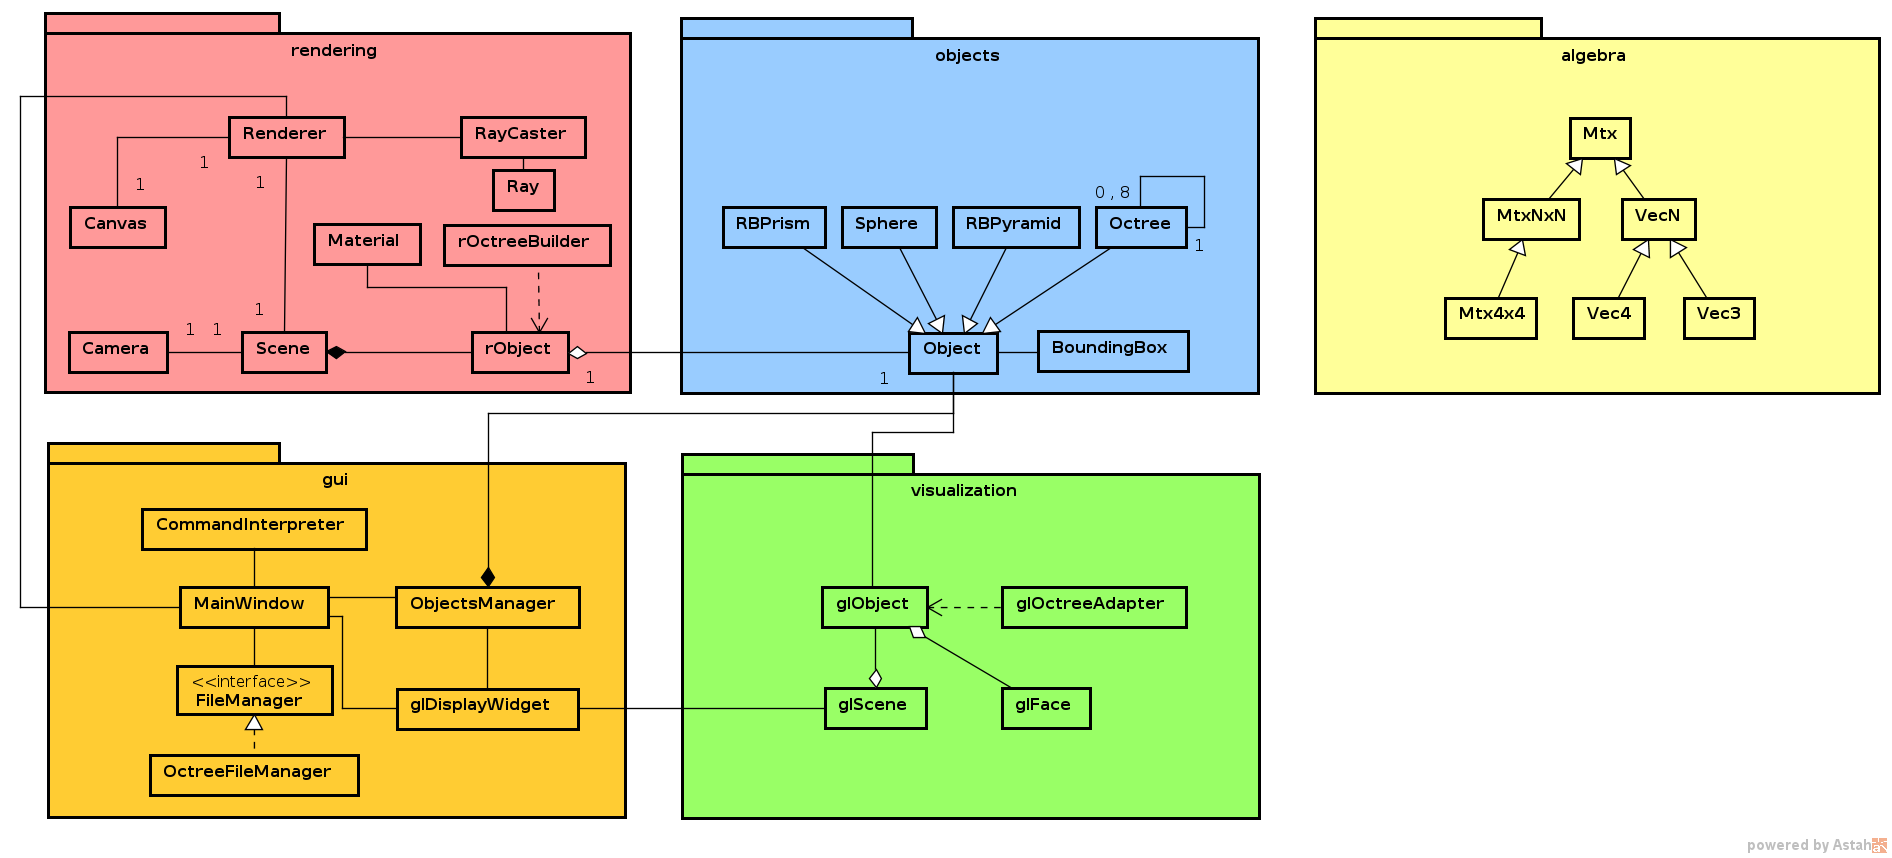 rendering
Renderer
RayCaster
1
1
1
Ray
Canvas
Material
rOctreeBuilder
1
1
1
Camera
Scene
rObject
1
objects
0 , 8
RBPrism
Sphere
RBPyramid
Octree
1
Object
BoundingBox
1
algebra
Mtx
MtxNxN
VecN
Mtx4x4
Vec4
Vec3
gui
CommandInterpreter
MainWindow
ObjectsManager
<<interface>>
FileManager
glDisplayWidget
OctreeFileManager
visualization
glObject
glOctreeAdapter
glScene
glFace
powered by Astah